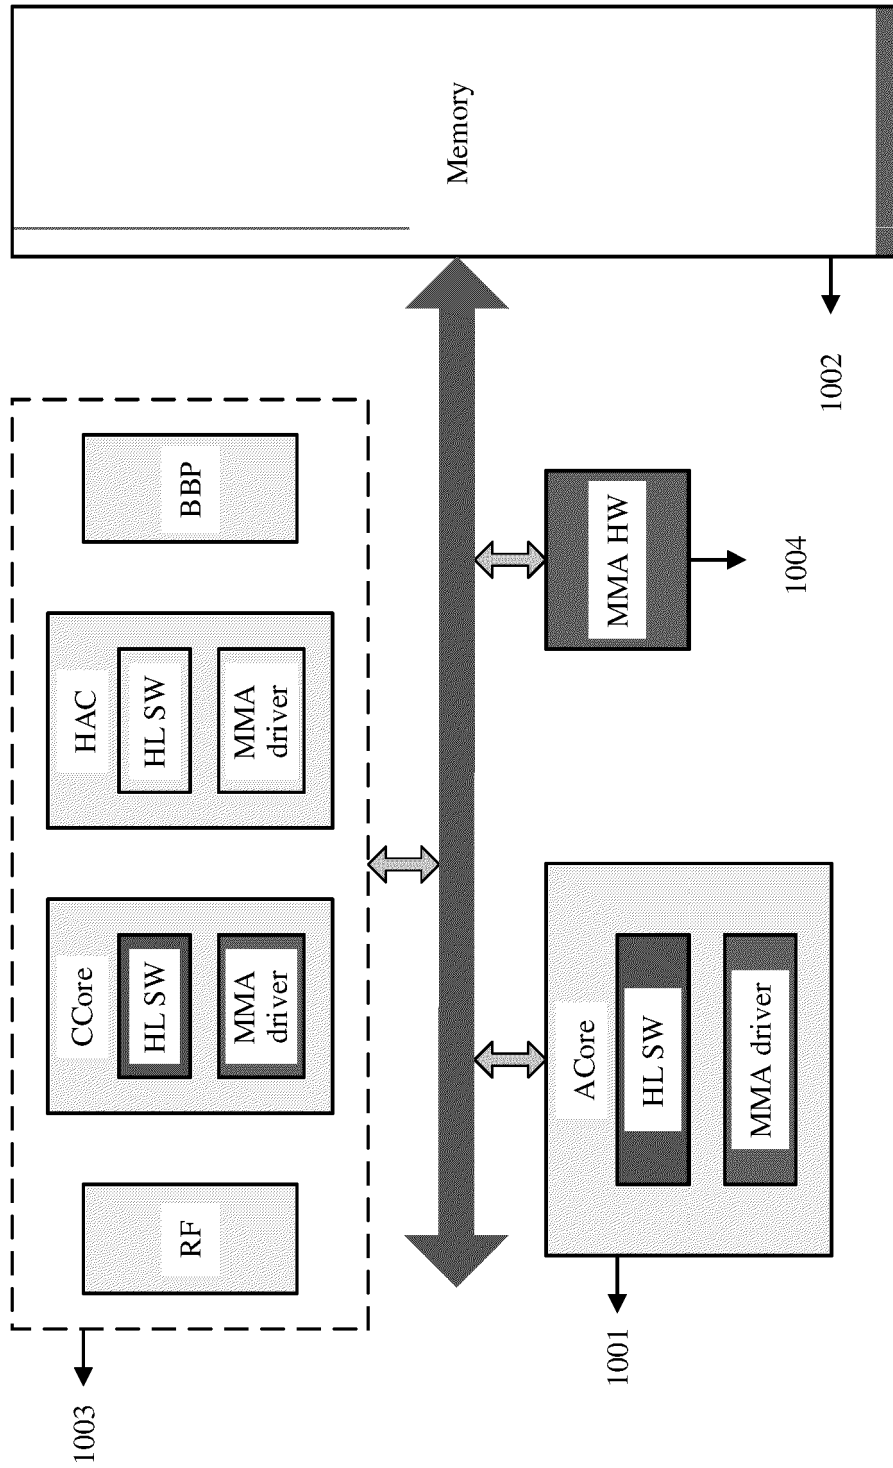 1003
RF
CCore
HL SW
MMA
driver
HAC
HL SW
MMA
driver
BBP
Memory
1001
ACore
HL SW
MMA driver
MMA HW
1004
1002